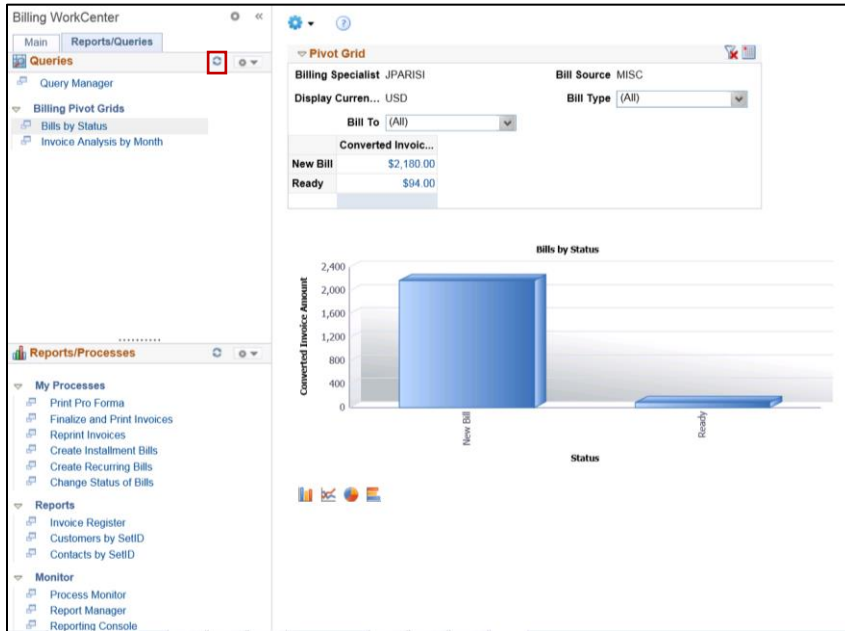 Billing WorkCenter
Main
Reports/Queries
Queries
Query Manager
Billing Pivot Grids
Bills by Status
Invoice Analysis by Month
Reports/Processes
My Processes
Print Pro Forma
Finalize and Print Invoices
Reprint Invoices
Create Installment Bills
Create Recurring Bills
Change Status of Bills
Reports
Invoice Register
Customers by SetID
Contacts by SetID
Monitor
Process Monitor
Report Manager
Reporting Console
Pivot Grid
Billing Specialist JPARISI
Bill Source MISC
Display Curren... USD
Bill Type (All)
Bill To (All)
Converted Invoic...
New Bill $2,180.00
Ready $94.00
Bills by Status
Converted Invoice Amount
2,400
2,000
1,600
1,200
800
400
0
New Bill
Ready
Status